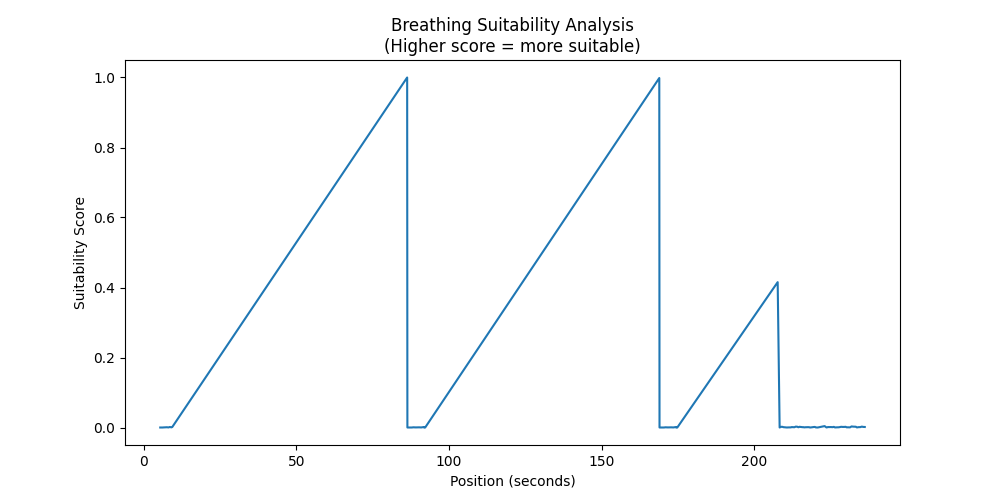 Breathing Suitability Analysis
(Higher score = more suitable)
1.0
0.8
0.6
0.4
0.2
0.0
Suitability Score
0 50 100 150 200
Position (seconds)